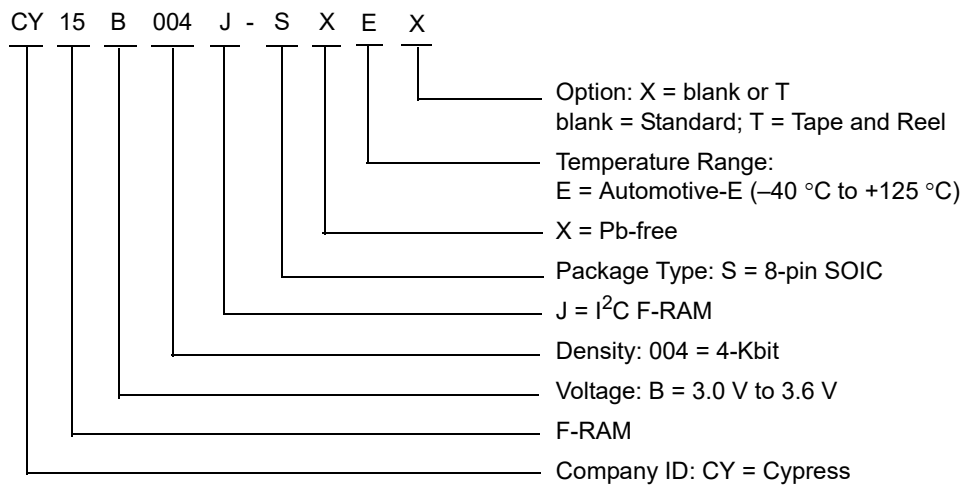 CY 15 B 004 J - S X E X
Option: X = blank or T
blank = Standard; T = Tape and Reel
Temperature Range:
E = Automotive-E (–40 °C to +125 °C)
X = Pb-free
Package Type: S = 8-pin SOIC
J = I²C F-RAM
Density: 004 = 4-Kbit
Voltage: B = 3.0 V to 3.6 V
F-RAM
Company ID: CY = Cypress